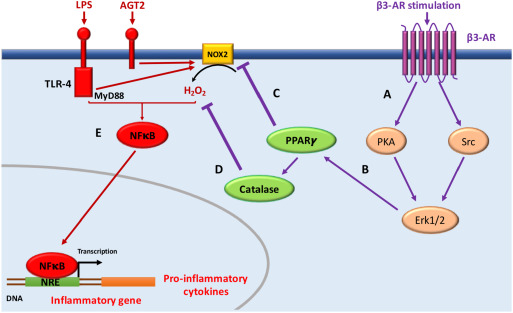 LPS
AGT2
β3-AR stimulation
β3-AR
NOX2
TLR-4
MyD88
H₂O₂
A
C
E
NFκB
PPARγ
PKA
Src
D
B
Catalase
Erk1/2
Transcription
NFκB
NRE
Pro-inflammatory
cytokines
DNA
Inflammatory gene